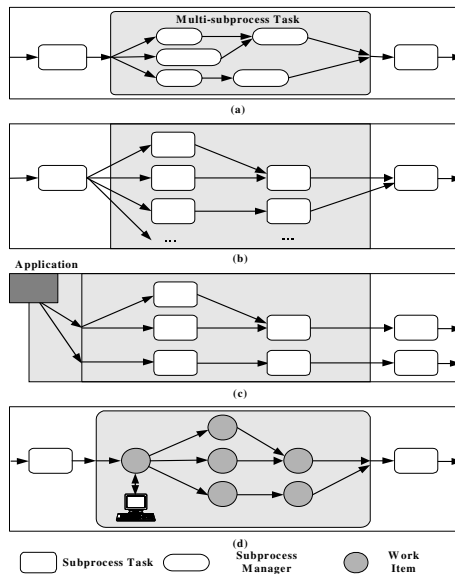 Multi-subprocess Task
(a)
... ...
(b)
Application
(c)
(d)
Subprocess Task
Subprocess Manager
Work Item